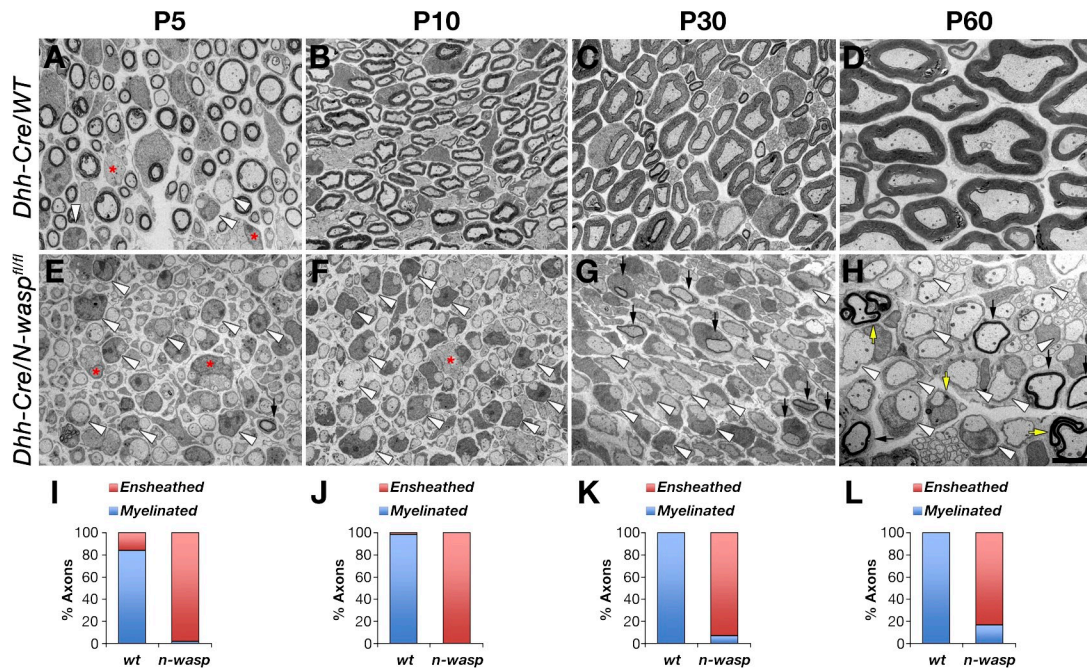 P5 P10 P30 P60
Dhh-Cre/WT
A B C D
Dhh-Cre/N-wasp^fl/fl
E F G H
I J K L
Ensheathed Ensheathed Ensheathed Ensheathed
Myelinated Myelinated Myelinated Myelinated
% Axons % Axons % Axons % Axons
100 100 100 100
80 80 80 80
60 60 60 60
40 40 40 40
20 20 20 20
0 0 0 0
wt n-wasp wt n-wasp wt n-wasp wt n-wasp